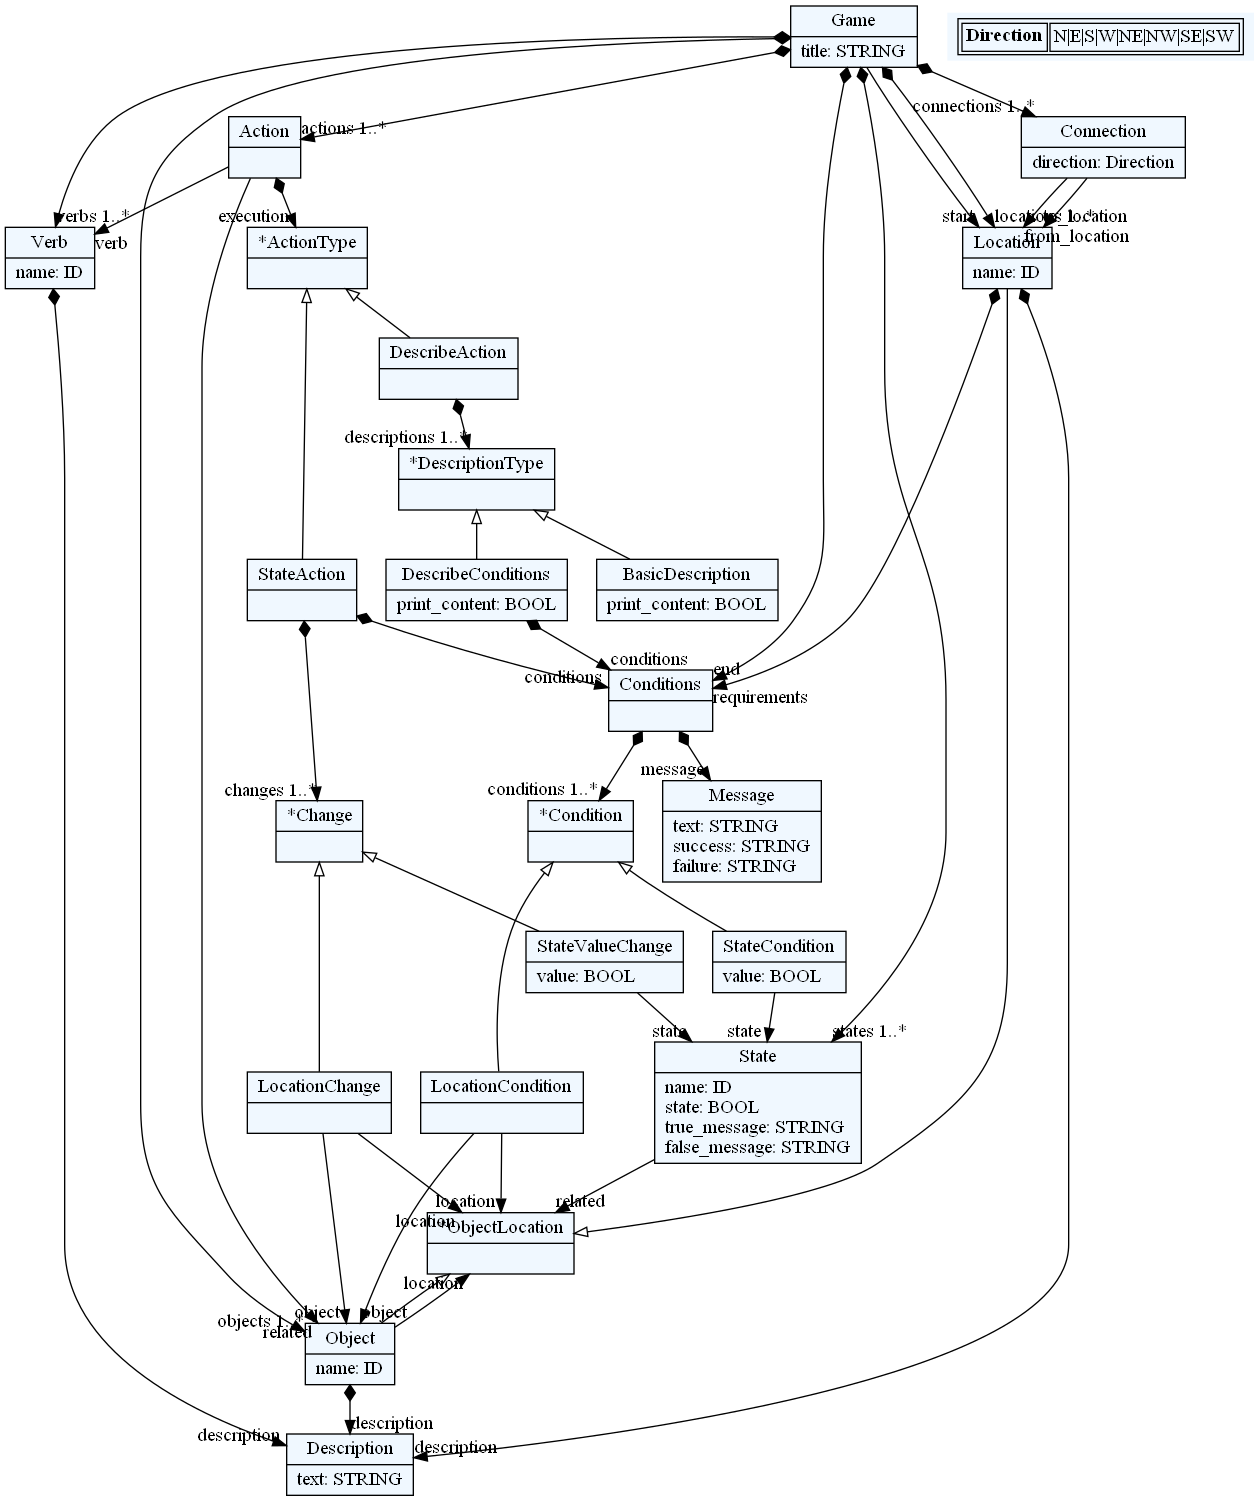 Game
title: STRING
Direction N|E|S|W|NE|NW|SE|SW
connections 1..*
Action
actions 1..*
Connection
direction: Direction
verbs 1..*
verb
execution
start
locations 1..*
to_location
from_location
Verb
name: ID
*ActionType
Location
name: ID
DescribeAction
descriptions 1..*
*DescriptionType
StateAction
DescribeConditions
print_content: BOOL
BasicDescription
print_content: BOOL
conditions
conditions
end
requirements
Conditions
message
changes 1..*
conditions 1..*
*Change
*Condition
Message
text: STRING
success: STRING
failure: STRING
StateValueChange
value: BOOL
StateCondition
value: BOOL
state
state
states 1..*
State
name: ID
state: BOOL
true_message: STRING
false_message: STRING
LocationChange
LocationCondition
location
location
related
*ObjectLocation
location
objects 1..*
related
object
object
Object
name: ID
description
description
description
Description
text: STRING